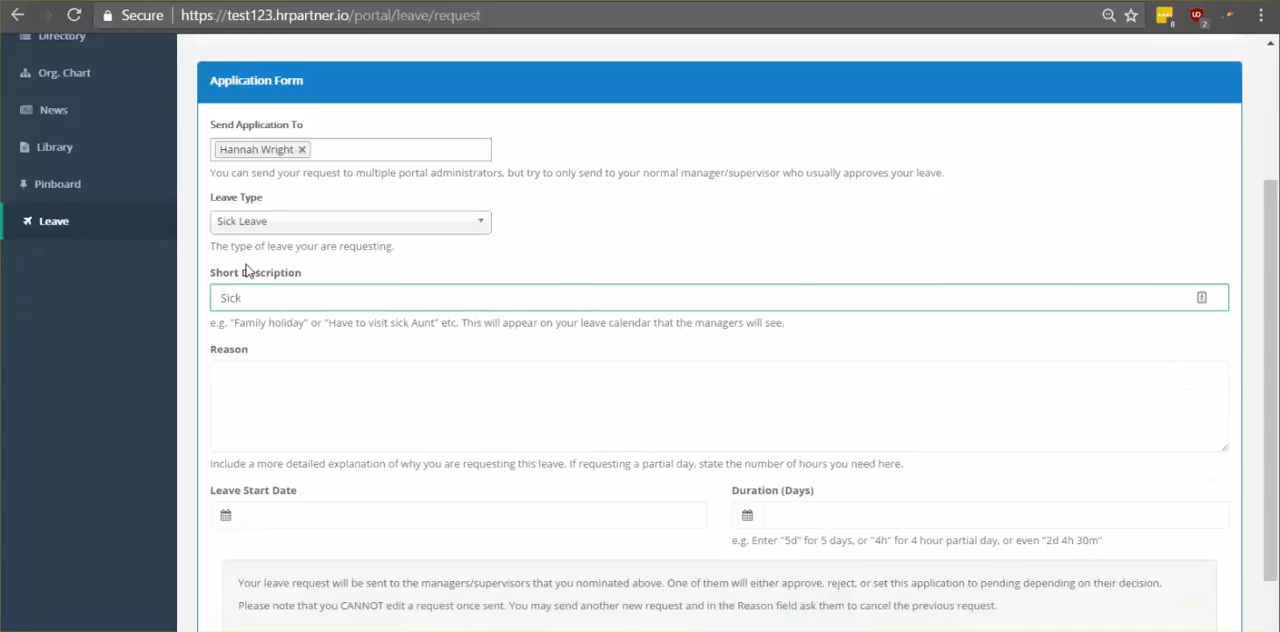 Secure https://test123.hrpartner.io/portal/leave/request 8 2
Directory
Org. Chart
News
Library
Pinboard
Leave
Application Form
Send Application To
Hannah Wright ×
You can send your request to multiple portal administrators, but try to only send to your normal manager/supervisor who usually approves your leave.
Leave Type
Sick Leave
The type of leave your are requesting.
Short Description
Sick
e.g. "Family holiday" or "Have to visit sick Aunt" etc. This will appear on your leave calendar that the managers will see.
Reason
Include a more detailed explanation of why you are requesting this leave. If requesting a partial day, state the number of hours you need here.
Leave Start Date
Duration (Days)
e.g. Enter "5d" for 5 days, or "4h" for 4 hour partial day, or even "2d 4h 30m"
Your leave request will be sent to the managers/supervisors that you nominated above. One of them will either approve, reject, or set this application to pending depending on their decision.
Please note that you CANNOT edit a request once sent. You may send another new request and in the Reason field ask them to cancel the previous request.